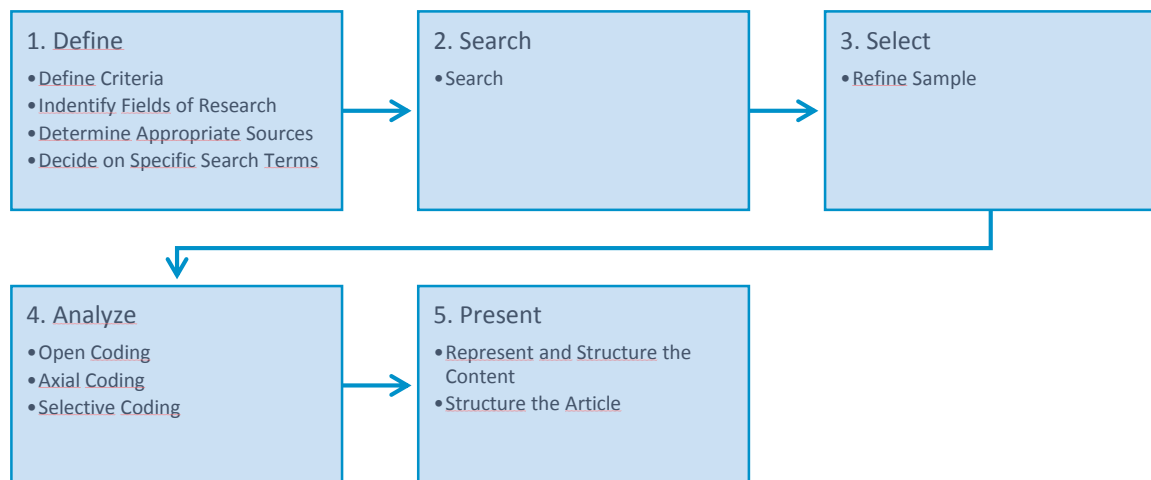 1. Define
•Define Criteria
•Indentify Fields of Research
•Determine Appropriate Sources
•Decide on Specific Search Terms
2. Search
•Search
3. Select
•Refine Sample
4. Analyze
•Open Coding
•Axial Coding
•Selective Coding
5. Present
•Represent and Structure the
Content
•Structure the Article